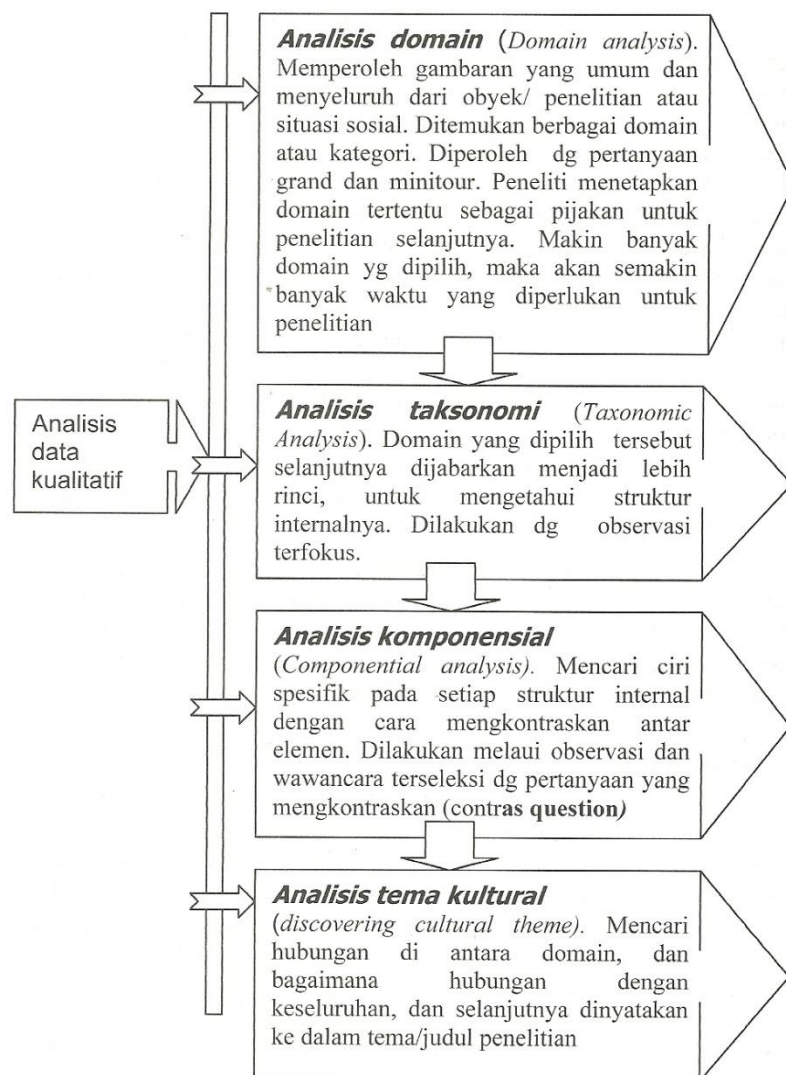 Analisis domain (Domain analysis).
Memperoleh gambaran yang umum dan
menyeluruh dari obyek/ penelitian atau
situasi sosial. Ditemukan berbagai domain
atau kategori. Diperoleh dg pertanyaan
grand dan minitour. Peneliti menetapkan
domain tertentu sebagai pijakan untuk
penelitian selanjutnya. Makin banyak
domain yg dipilih, maka akan semakin
banyak waktu yang diperlukan untuk
penelitian
Analisis
data
kualitatif
Analisis taksonomi (Taxonomic
Analysis). Domain yang dipilih tersebut
selanjutnya dijabarkan menjadi lebih
rinci, untuk mengetahui struktur
internalnya. Dilakukan dg observasi
terfokus.
Analisis komponensial
(Componential analysis). Mencari ciri
spesifik pada setiap struktur internal
dengan cara mengkontraskan antar
elemen. Dilakukan melaui observasi dan
wawancara terseleksi dg pertanyaan yang
mengkontraskan (contras question)
Analisis tema kultural
(discovering cultural theme). Mencari
hubungan di antara domain, dan
bagaimana hubungan dengan
keseluruhan, dan selanjutnya dinyatakan
ke dalam tema/judul penelitian